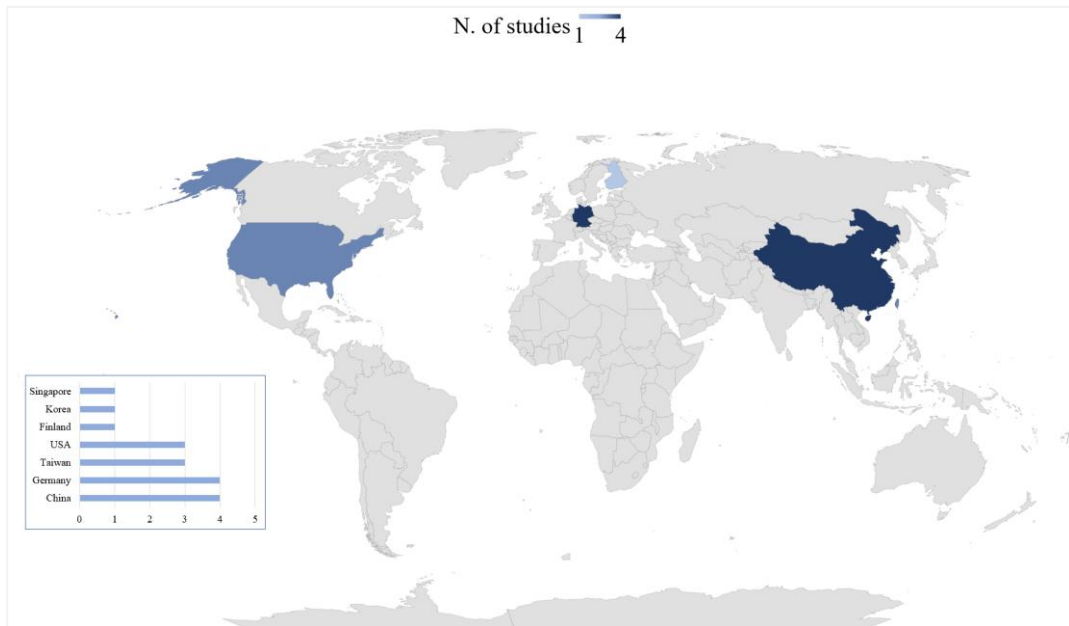 N. of studies
1 4
Singapore
Korea
Finland
USA
Taiwan
Germany
China
0 1 2 3 4 5